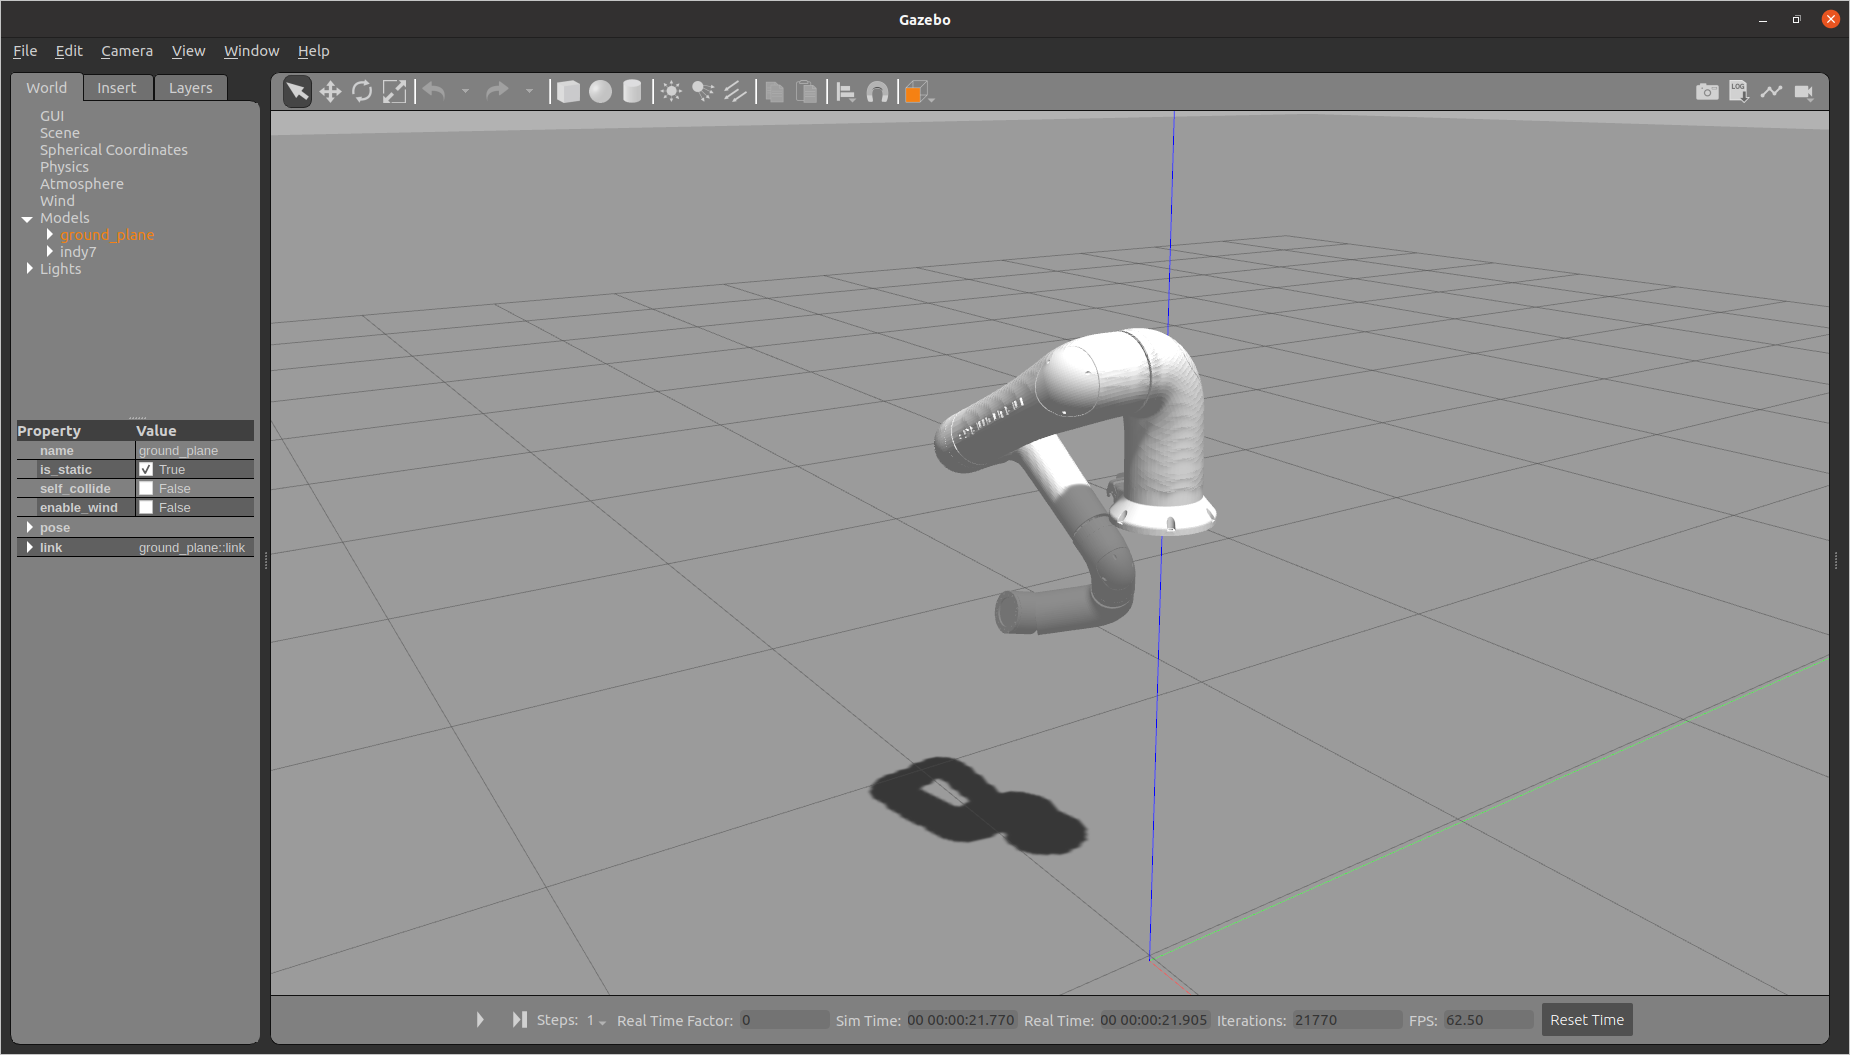 Gazebo
File Edit Camera View Window Help
World Insert Layers
LOG
GUI
Scene
Spherical Coordinates
Physics
Atmosphere
Wind
Models
ground_plane
indy7
Lights
Property Value
name ground_plane
is_static True
self_collide False
enable_wind False
pose
link ground_plane::link
Steps: 1 Real Time Factor: 0 Sim Time: 00 00:00:21.770 Real Time: 00 00:00:21.905 Iterations: 21770 FPS: 62.50 Reset Time